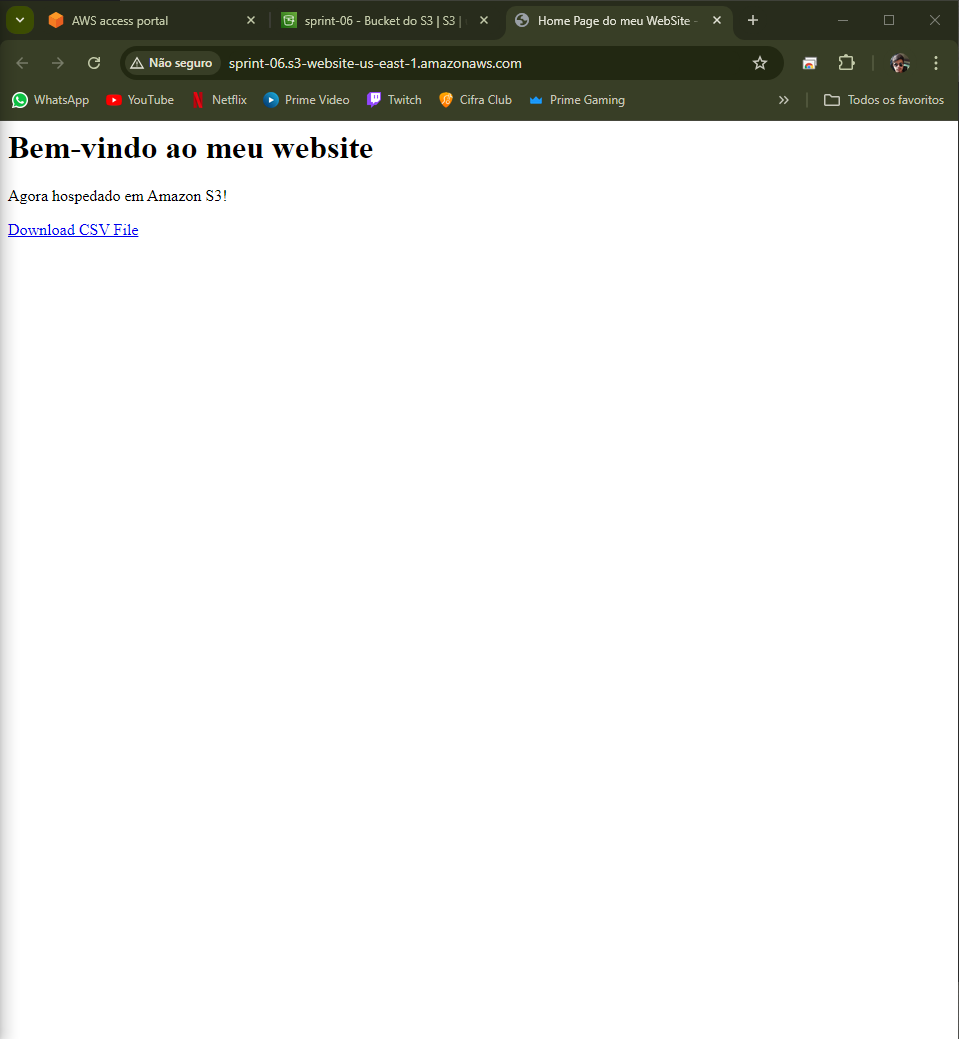 AWS access portal
sprint-06 - Bucket do S3 | S3 |
Home Page do meu WebSite -
Não seguro
sprint-06.s3-website-us-east-1.amazonaws.com
WhatsApp YouTube Netflix Prime Video Twitch Cifra Club Prime Gaming » Todos os favoritos
Bem-vindo ao meu website
Agora hospedado em Amazon S3!
Download CSV File